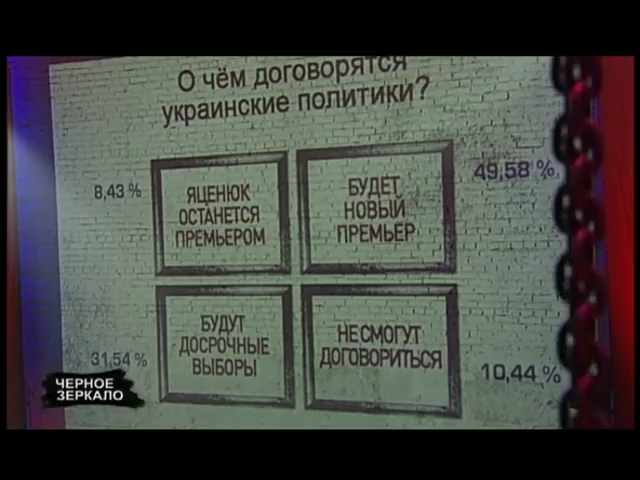 О чём договорятся
украинские политики?
8,43 %
ЯЦЕНЮК
ОСТАНЕТСЯ
ПРЕМЬЕРОМ
БУДЕТ
НОВЫЙ
ПРЕМЬЕР
49,58 %
31,54 %
БУДУТ
ДОСРОЧНЫЕ
ВЫБОРЫ
НЕ СМОГУТ
ДОГОВОРИТЬСЯ
10,44 %
ЧЕРНОЕ
ЗЕРКАЛО